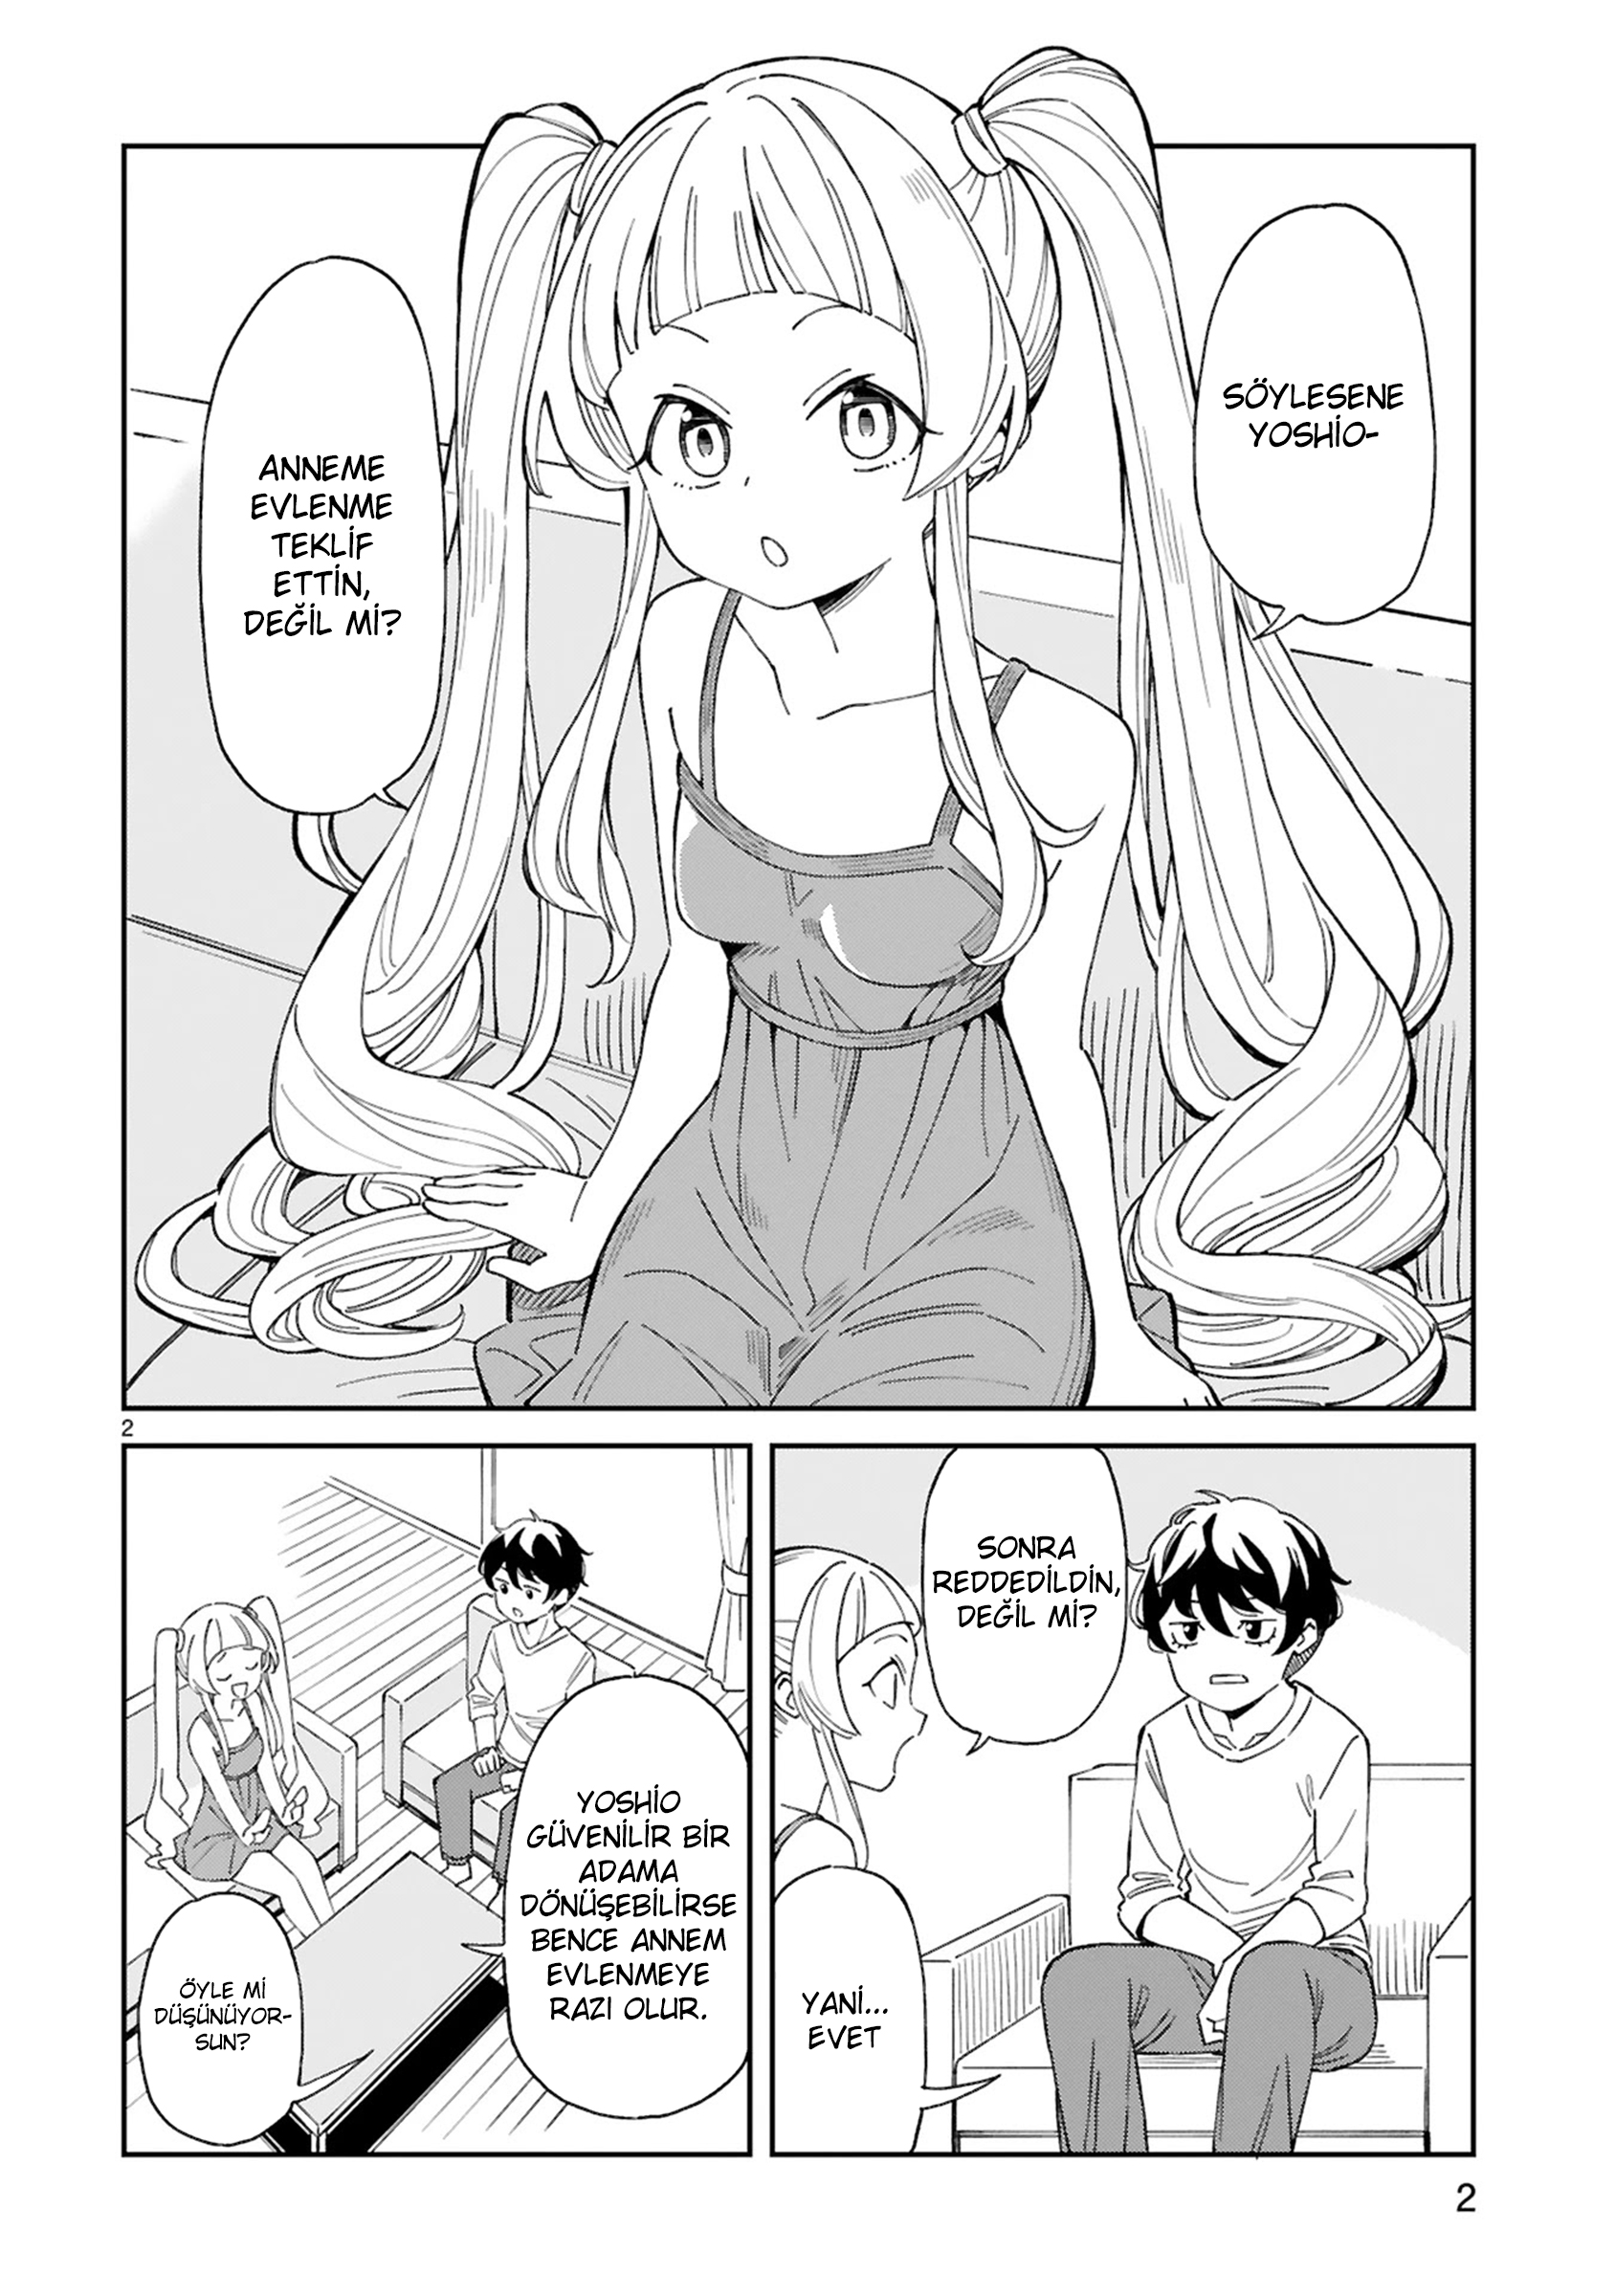 SÖYLESENE
YOSHİO-
ANNEME
EVLENME
TEKLİF
ETTİN,
DEĞİL Mİ?
2
SONRA
REDDEDİLDİN,
DEĞİL Mİ?
YANİ...
EVET
YOSHİO
GÜVENİLİR BİR
ADAMA
DÖNÜŞEBİLİRSE
BENCE ANNEM
EVLENMEYE
RAZI OLUR.
ÖYLE Mİ
DÜŞÜNÜYOR-
SUN?
2